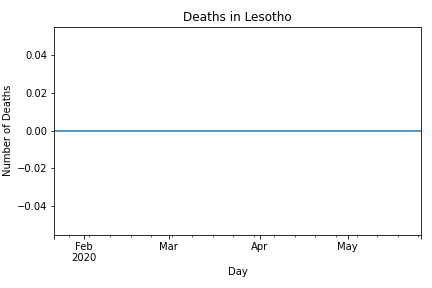 Deaths in Lesotho
0.04
0.02
0.00
−0.02
−0.04
Number of Deaths
Feb
2020
Mar
Apr
May
Day